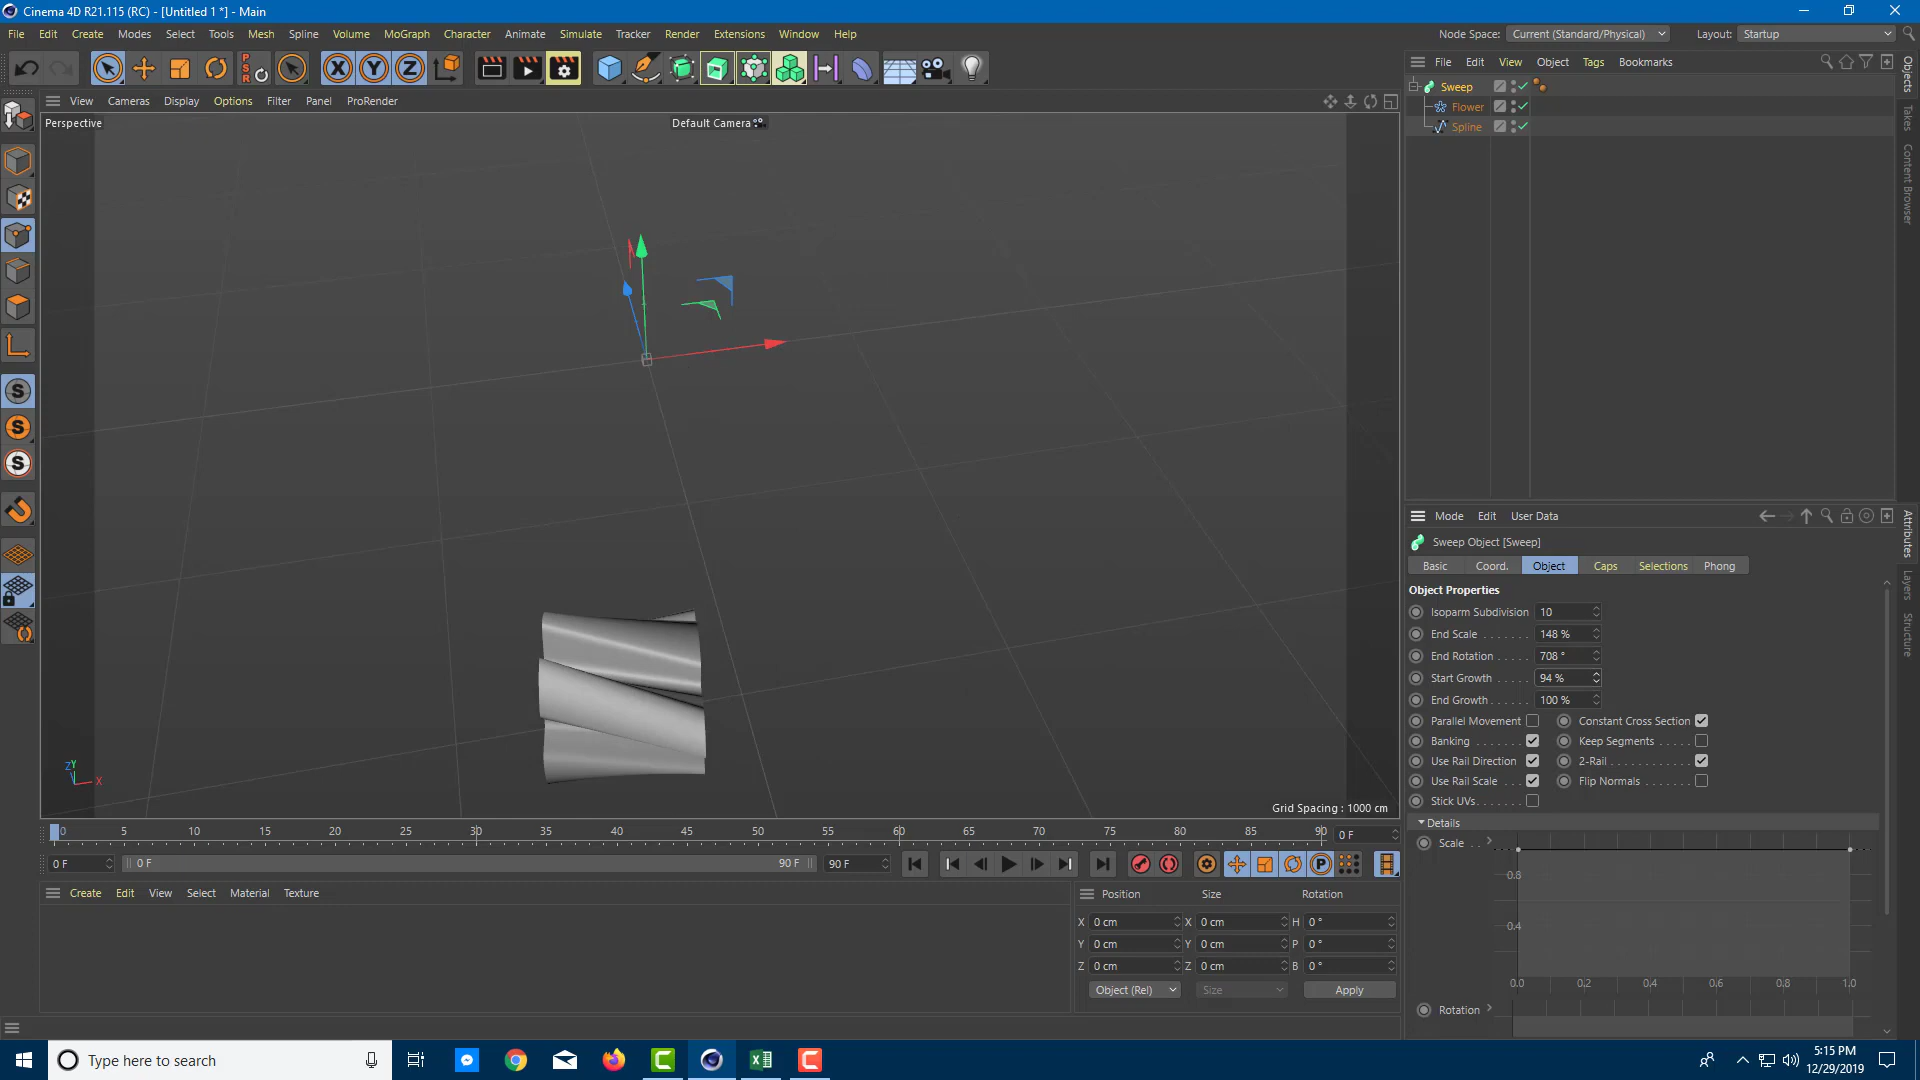 Cinema 4D R21.115 (RC) - [Untitled 1 *] - Main
File Edit Create Modes Select Tools Mesh Spline Volume MoGraph Character Animate Simulate Tracker Render Extensions Window Help
Node Space: Current (Standard/Physical) Layout: Startup
P S R X Y Z
File Edit View Object Tags Bookmarks
Sweep
Flower
Spline
View Cameras Display Options Filter Panel ProRender
Perspective
Default Camera
S
S
S
Y
Z
X
Grid Spacing : 1000 cm
Objects
Takes
Content Browser
Mode Edit User Data
Sweep Object [Sweep]
Basic Coord. Object Caps Selections Phong
Object Properties
Isoparm Subdivision 10
End Scale . . . . . . . 148 %
End Rotation . . . . . 708 °
Start Growth . . . . . 94 %
End Growth . . . . . . 100 %
Parallel Movement Constant Cross Section
Banking . . . . . . . Keep Segments . . . . .
Use Rail Direction 2-Rail . . . . . . . . . . . .
Use Rail Scale . . . Flip Normals . . . . . .
Stick UVs. . . . . . .
Details
Scale . .
0.8
0.4
0.0 0.2 0.4 0.6 0.8 1.0
Rotation
Attributes
Layers
Structure
0 5 10 15 20 25 30 35 40 45 50 55 60 65 70 75 80 85 90 0 F
0 F 0 F 90 F 90 F
P
Create Edit View Select Material Texture
Position Size Rotation
X 0 cm X 0 cm H 0 °
Y 0 cm Y 0 cm P 0 °
Z 0 cm Z 0 cm B 0 °
Object (Rel) Size Apply
Type here to search
5:15 PM
12/29/2019